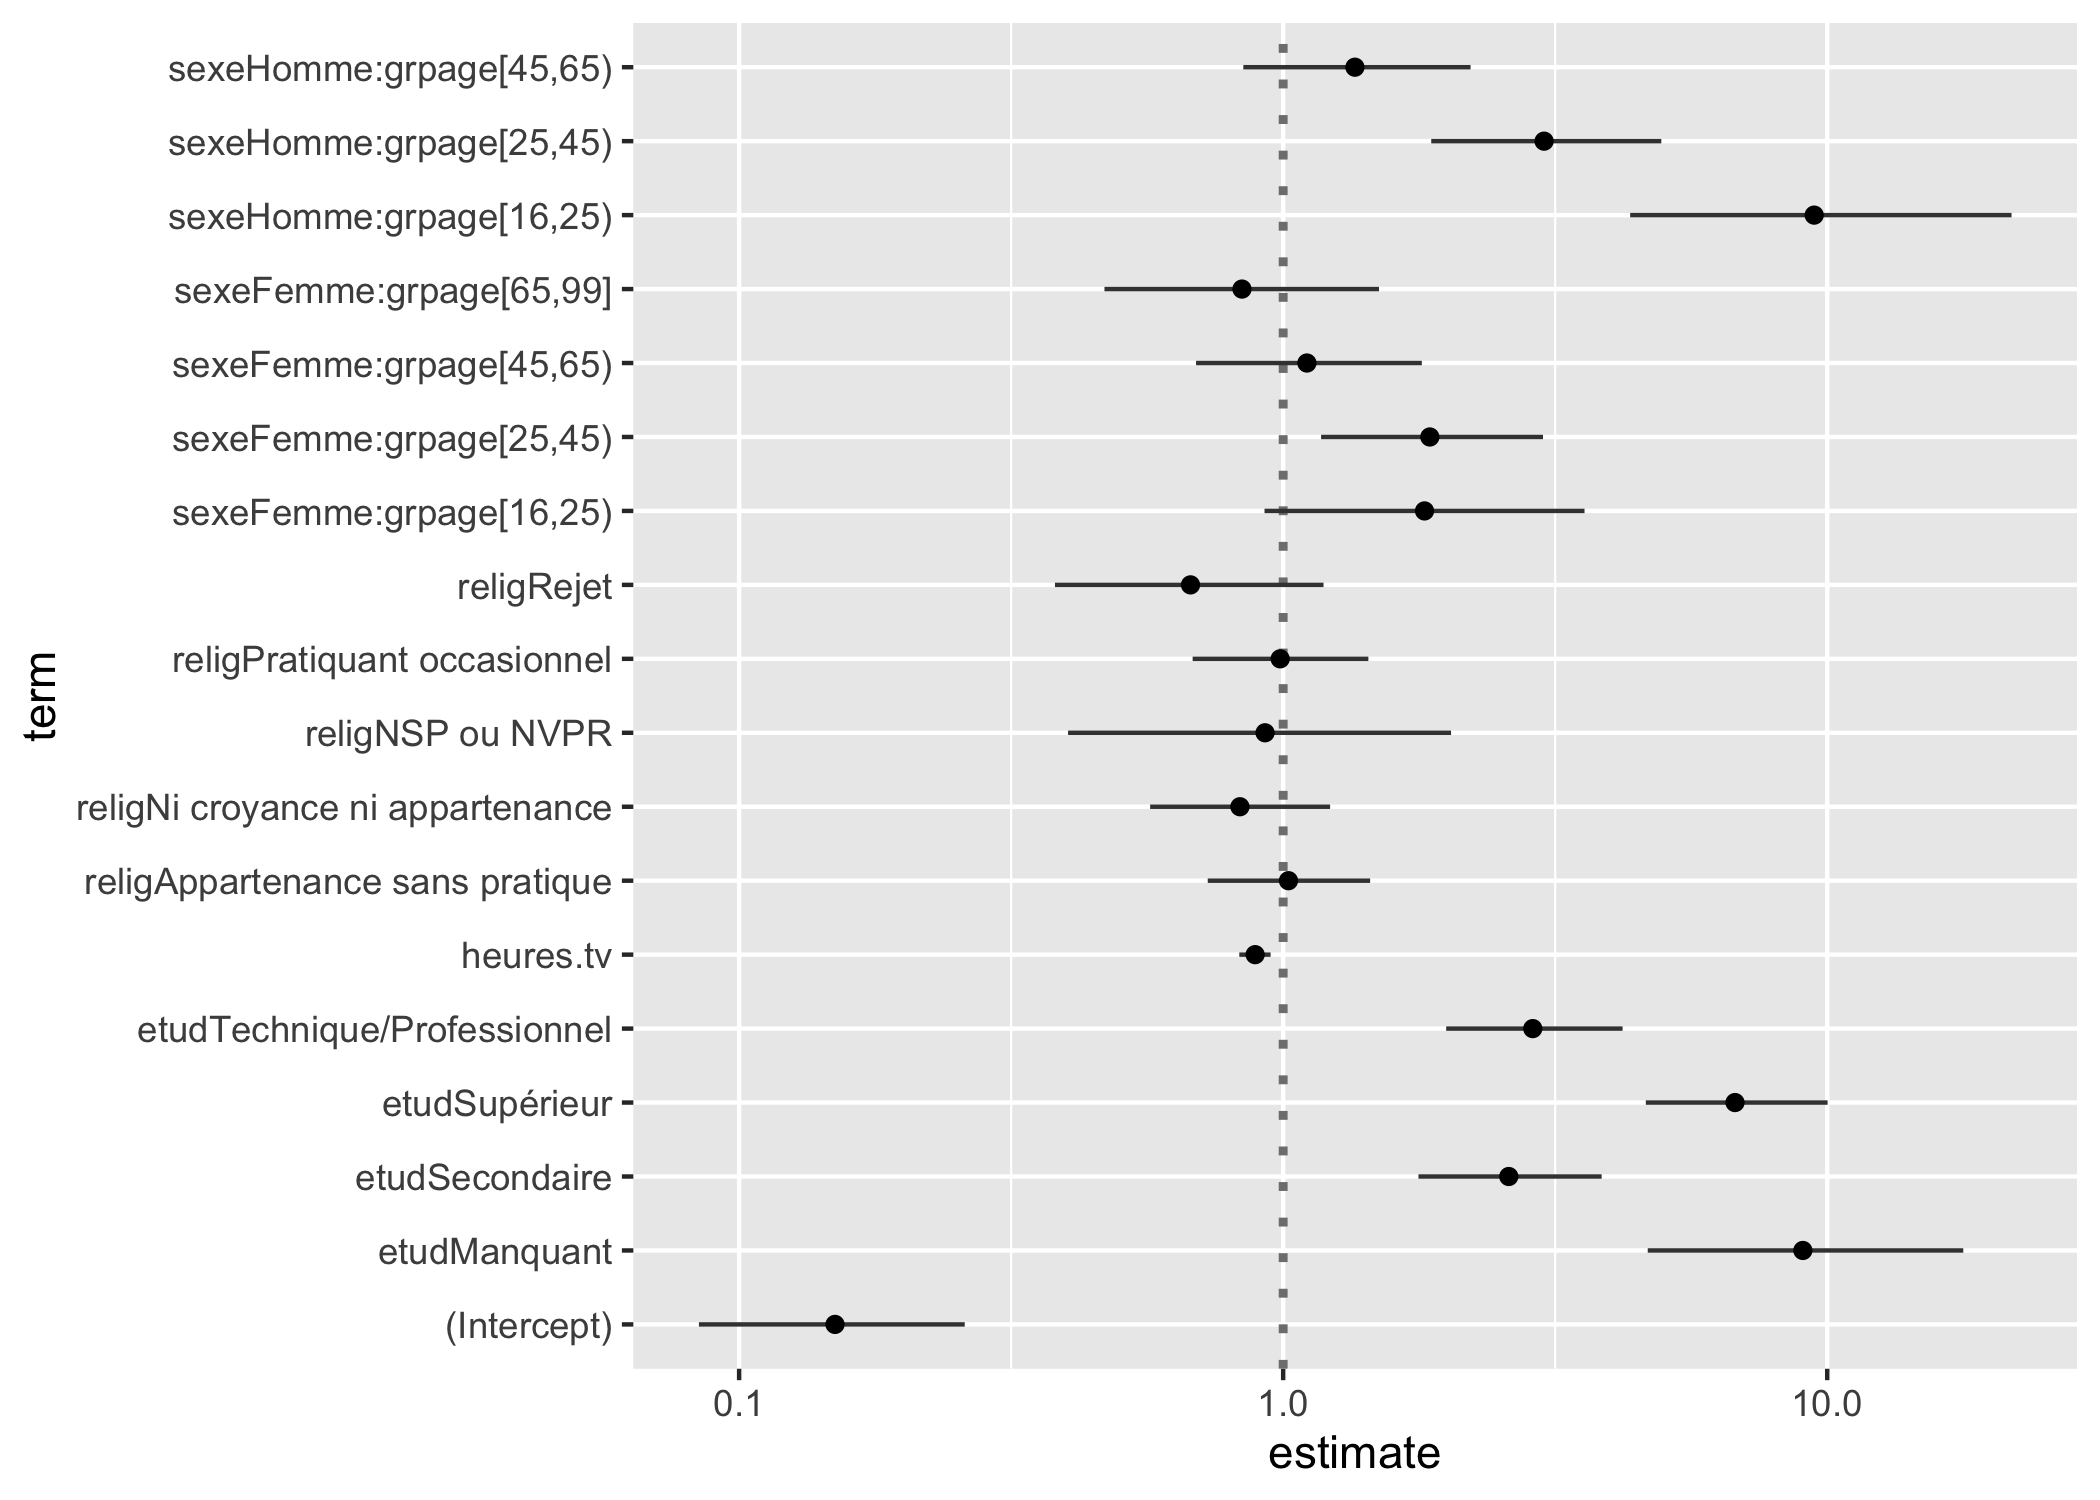 sexeHomme:grpage[45,65)
sexeHomme:grpage[25,45)
sexeHomme:grpage[16,25)
sexeFemme:grpage[65,99]
sexeFemme:grpage[45,65)
sexeFemme:grpage[25,45)
sexeFemme:grpage[16,25)
religRejet
religPratiquant occasionnel
religNSP ou NVPR
religNi croyance ni appartenance
religAppartenance sans pratique
heures.tv
etudTechnique/Professionnel
etudSupérieur
etudSecondaire
etudManquant
(Intercept)
term
0.1 1.0 10.0
estimate